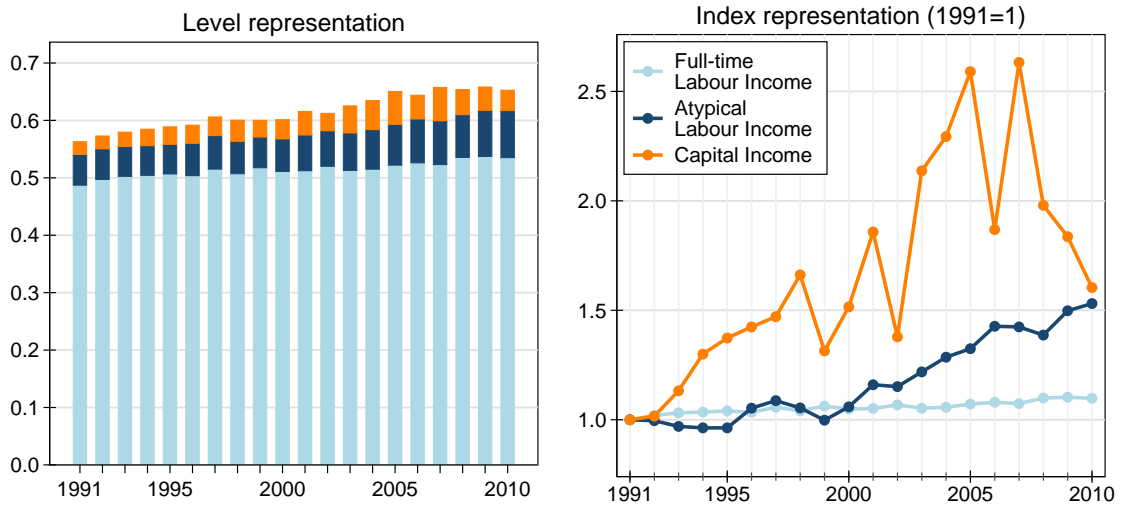 Level representation
0.7
0.6
0.5
0.4
0.3
0.2
0.1
0.0
1991 1995 2000 2005 2010
Index representation (1991=1)
Full-time
Labour Income
Atypical
Labour Income
Capital Income
2.5
2.0
1.5
1.0
1991 1995 2000 2005 2010